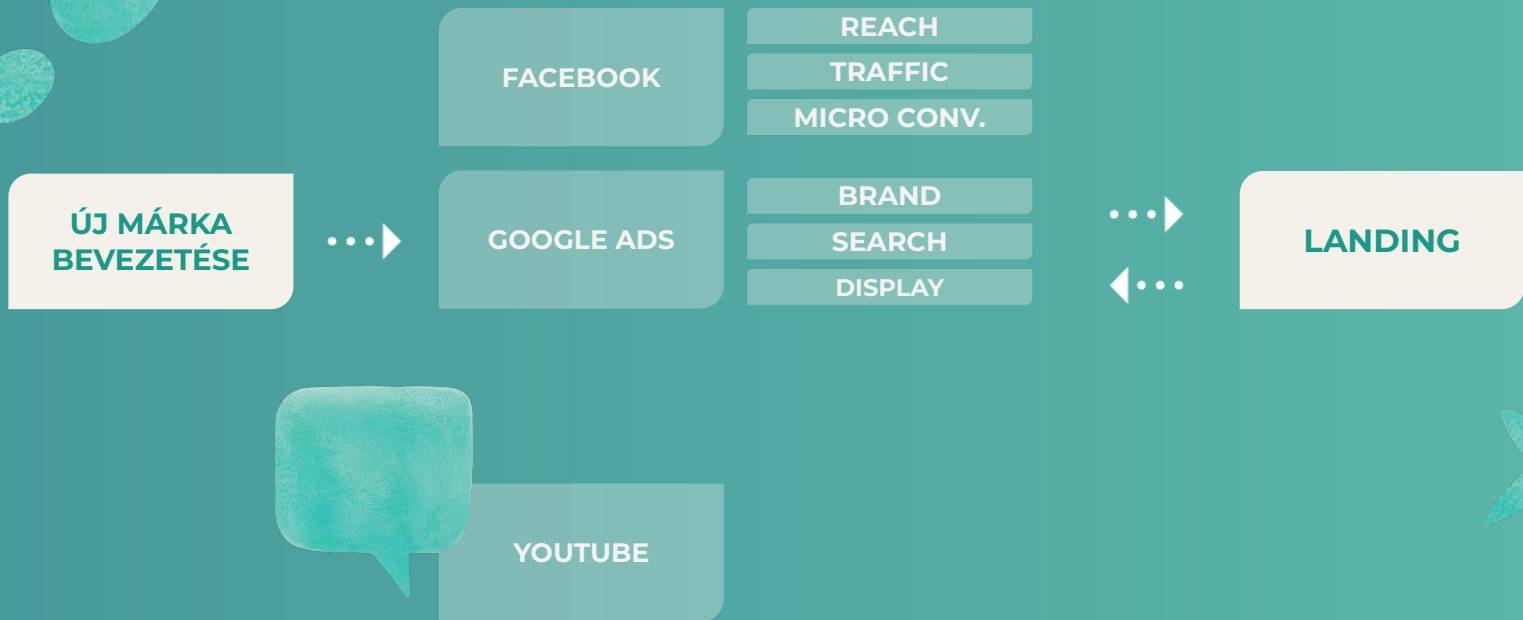 FACEBOOK
REACH
TRAFFIC
MICRO CONV.
ÚJ MÁRKA
BEVEZETÉSE
GOOGLE ADS
BRAND
SEARCH
DISPLAY
LANDING
YOUTUBE